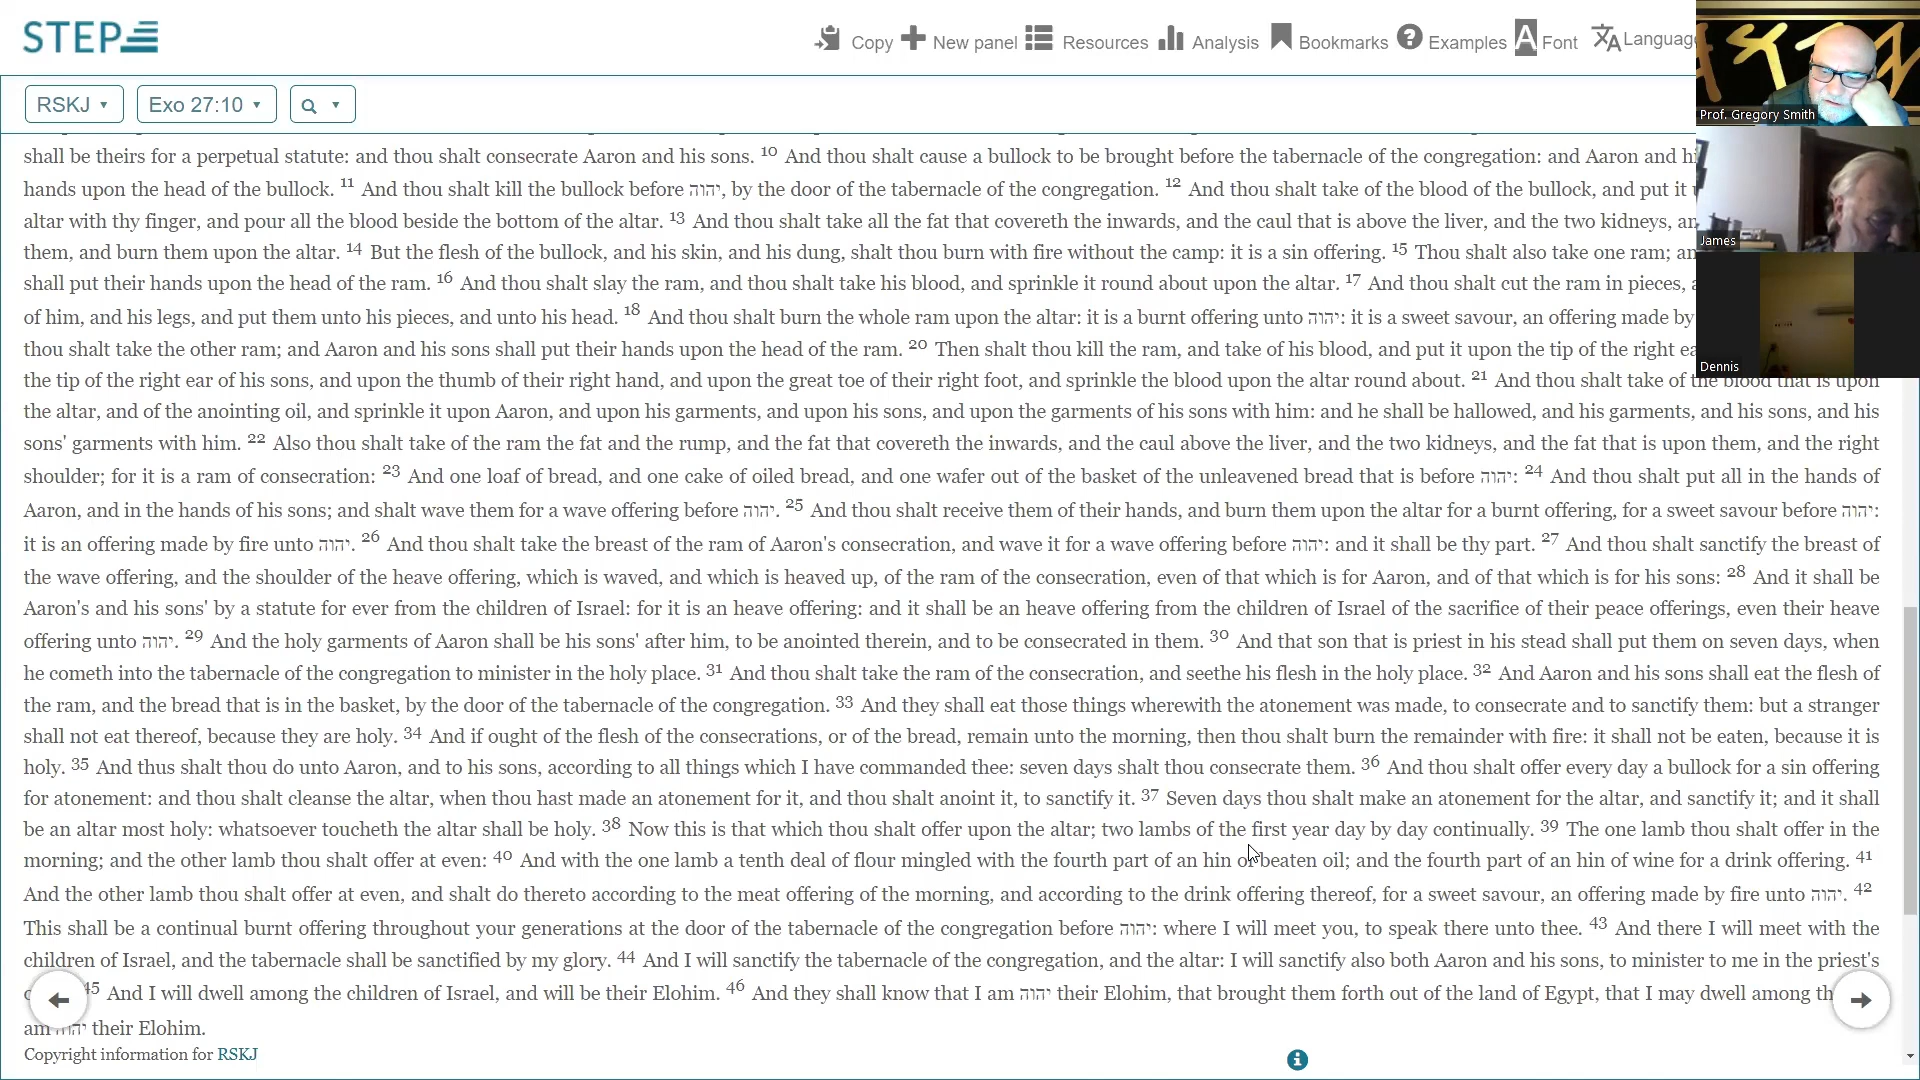 STEP
Copy New panel Resources Analysis Bookmarks Examples A Font Languag
RSKJ Exo 27:10
shall be theirs for a perpetual statute: and thou shalt consecrate Aaron and his sons. 10 And thou shalt cause a bullock to be brought before the tabernacle of the congregation: and Aaron and
hands upon the head of the bullock. 11 And thou shalt kill the bullock before יהוה, by the door of the tabernacle of the congregation. 12 And thou shalt take of the blood of the bullock, and put it
altar with thy finger, and pour all the blood beside the bottom of the altar. 13 And thou shalt take all the fat that covereth the inwards, and the caul that is above the liver, and the two kidneys,
them, and burn them upon the altar. 14 But the flesh of the bullock, and his skin, and his dung, shalt thou burn with fire without the camp: it is a sin offering. 15 Thou shalt also take one ram;
shall put their hands upon the head of the ram. 16 And thou shalt slay the ram, and thou shalt take his blood, and sprinkle it round about upon the altar. 17 And thou shalt cut the ram in pieces,
of him, and his legs, and put them unto his pieces, and unto his head. 18 And thou shalt burn the whole ram upon the altar: it is a burnt offering unto יהוה: it is a sweet savour, an offering made by
thou shalt take the other ram; and Aaron and his sons shall put their hands upon the head of the ram. 20 Then shalt thou kill the ram, and take of his blood, and put it upon the tip of the right
the tip of the right ear of his sons, and upon the thumb of their right hand, and upon the great toe of their right foot, and sprinkle the blood upon the altar round about. 21 And thou shalt take of the blood that is upon
the altar, and of the anointing oil, and sprinkle it upon Aaron, and upon his garments, and upon his sons, and upon the garments of his sons with him: and he shall be hallowed, and his garments, and his sons, and his
sons' garments with him. 22 Also thou shalt take of the ram the fat and the rump, and the fat that covereth the inwards, and the caul above the liver, and the two kidneys, and the fat that is upon them, and the right
shoulder; for it is a ram of consecration: 23 And one loaf of bread, and one cake of oiled bread, and one wafer out of the basket of the unleavened bread that is before יהוה: 24 And thou shalt put all in the hands of
Aaron, and in the hands of his sons; and shalt wave them for a wave offering before יהוה. 25 And thou shalt receive them of their hands, and burn them upon the altar for a burnt offering, for a sweet savour before יהוה:
it is an offering made by fire unto יהוה. 26 And thou shalt take the breast of the ram of Aaron's consecration, and wave it for a wave offering before יהוה: and it shall be thy part. 27 And thou shalt sanctify the breast of
the wave offering, and the shoulder of the heave offering, which is waved, and which is heaved up, of the ram of the consecration, even of that which is for Aaron, and of that which is for his sons: 28 And it shall be
Aaron's and his sons' by a statute for ever from the children of Israel: for it is an heave offering: and it shall be an heave offering from the children of Israel of the sacrifice of their peace offerings, even their heave
offering unto יהוה. 29 And the holy garments of Aaron shall be his sons' after him, to be anointed therein, and to be consecrated in them. 30 And that son that is priest in his stead shall put them on seven days, when
he cometh into the tabernacle of the congregation to minister in the holy place. 31 And thou shalt take the ram of the consecration, and seethe his flesh in the holy place. 32 And Aaron and his sons shall eat the flesh of
the ram, and the bread that is in the basket, by the door of the tabernacle of the congregation. 33 And they shall eat those things wherewith the atonement was made, to consecrate and to sanctify them: but a stranger
shall not eat thereof, because they are holy. 34 And if ought of the flesh of the consecrations, or of the bread, remain unto the morning, then thou shalt burn the remainder with fire: it shall not be eaten, because it is
holy. 35 And thus shalt thou do unto Aaron, and to his sons, according to all things which I have commanded thee: seven days shalt thou consecrate them. 36 And thou shalt offer every day a bullock for a sin offering
for atonement: and thou shalt cleanse the altar, when thou hast made an atonement for it, and thou shalt anoint it, to sanctify it. 37 Seven days thou shalt make an atonement for the altar, and sanctify it; and it shall
be an altar most holy: whatsoever toucheth the altar shall be holy. 38 Now this is that which thou shalt offer upon the altar; two lambs of the first year day by day continually. 39 The one lamb thou shalt offer in the
morning; and the other lamb thou shalt offer at even: 40 And with the one lamb a tenth deal of flour mingled with the fourth part of an hin of beaten oil; and the fourth part of an hin of wine for a drink offering. 41
And the other lamb thou shalt offer at even, and shalt do thereto according to the meat offering of the morning, and according to the drink offering thereof, for a sweet savour, an offering made by fire unto יהוה. 42
This shall be a continual burnt offering throughout your generations at the door of the tabernacle of the congregation before יהוה: where I will meet you, to speak there unto thee. 43 And there I will meet with the
children of Israel, and the tabernacle shall be sanctified by my glory. 44 And I will sanctify the tabernacle of the congregation, and the altar: I will sanctify also both Aaron and his sons, to minister to me in the priest's
45 And I will dwell among the children of Israel, and will be their Elohim. 46 And they shall know that I am יהוה their Elohim, that brought them forth out of the land of Egypt, that I may dwell among
am יהוה their Elohim.
Copyright information for RSKJ
Prof. Gregory Smith
James
Dennis